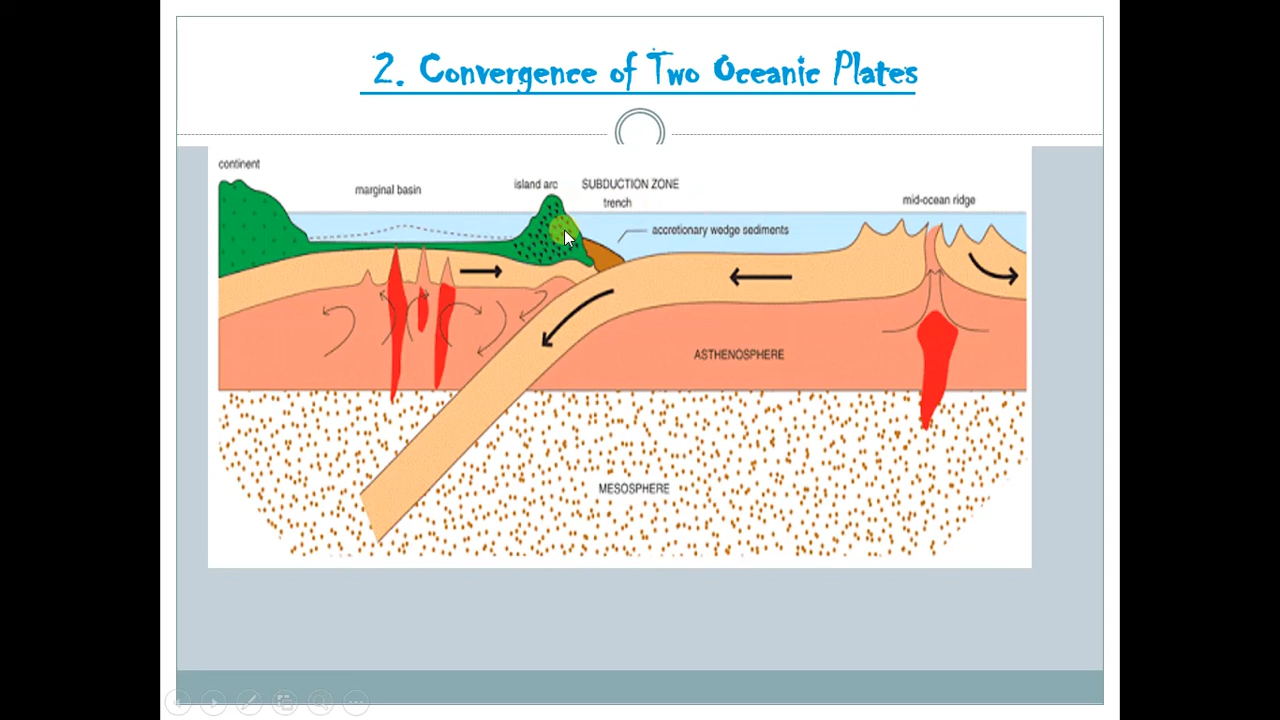 2. Convergence of Two Oceanic Plates
continent
marginal basin
island arc
SUBDUCTION ZONE
trench
accretionary wedge sediments
mid-ocean ridge
ASTHENOSPHERE
MESOSPHERE